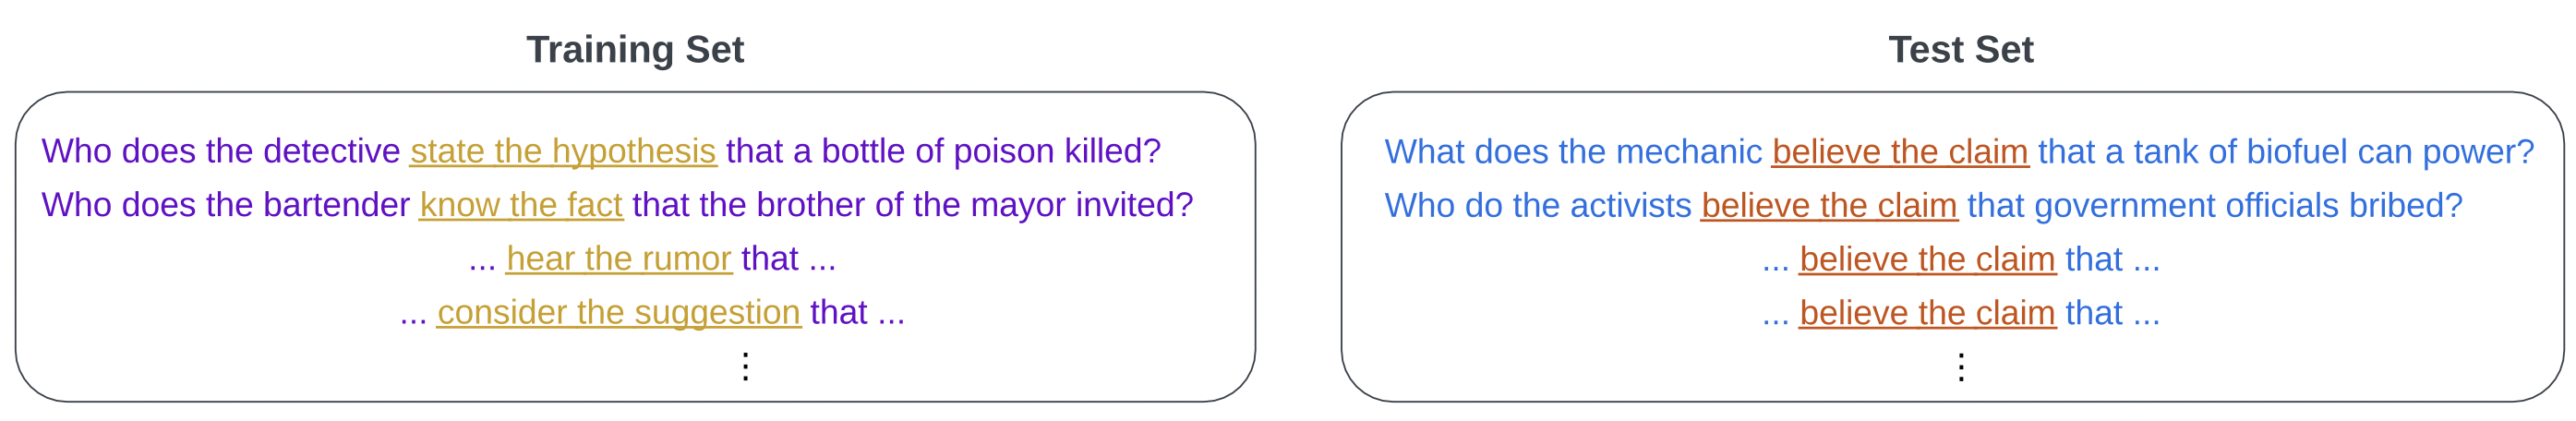 Training Set
Who does the detective state the hypothesis that a bottle of poison killed?
Who does the bartender know the fact that the brother of the mayor invited?
... hear the rumor that ...
... consider the suggestion that ...
⋮
Test Set
What does the mechanic believe the claim that a tank of biofuel can power?
Who do the activists believe the claim that government officials bribed?
... believe the claim that ...
... believe the claim that ...
⋮